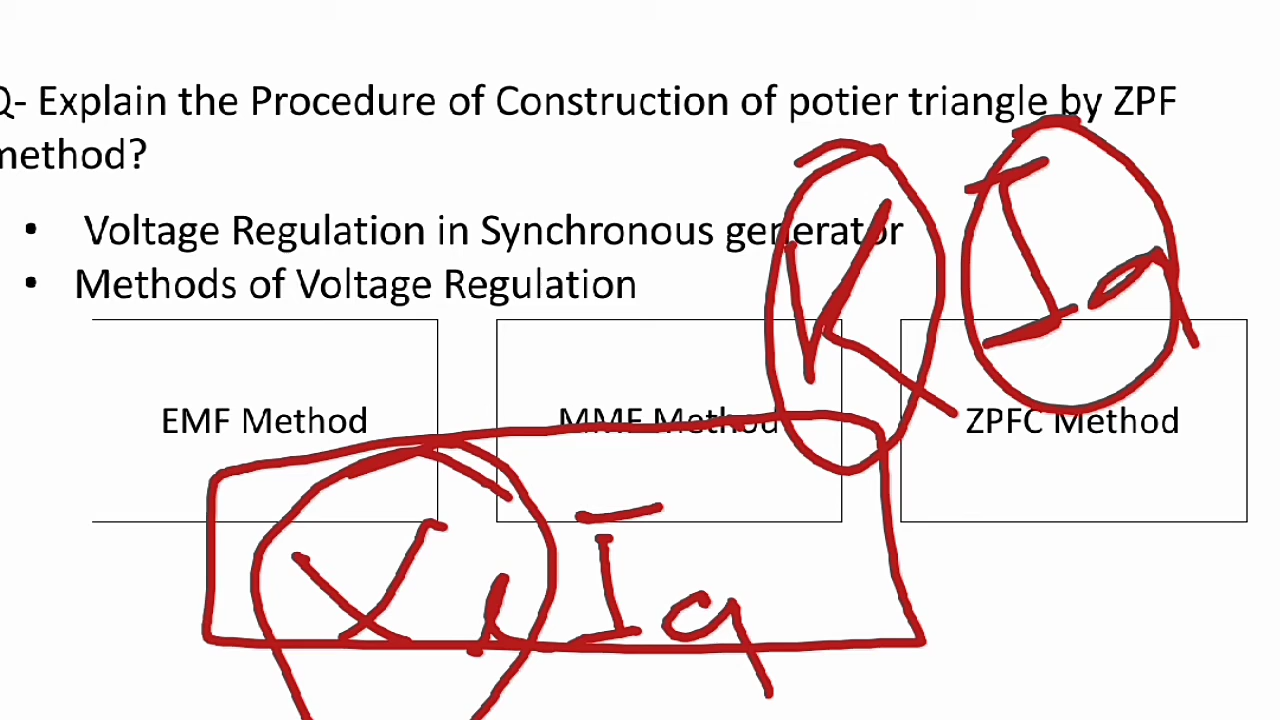 Q- Explain the Procedure of Construction of potier triangle by ZPF
method?
• Voltage Regulation in Synchronous generator
• Methods of Voltage Regulation
K Ia
EMF Method MMF Method ZPFC Method
Xl Ia